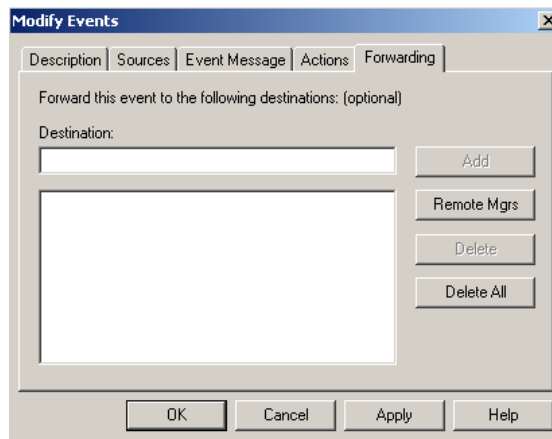 Modify Events
Description Sources Event Message Actions Forwarding
Forward this event to the following destinations: (optional)
Destination:
Add
Remote Mgrs
Delete
Delete All
OK Cancel Apply Help